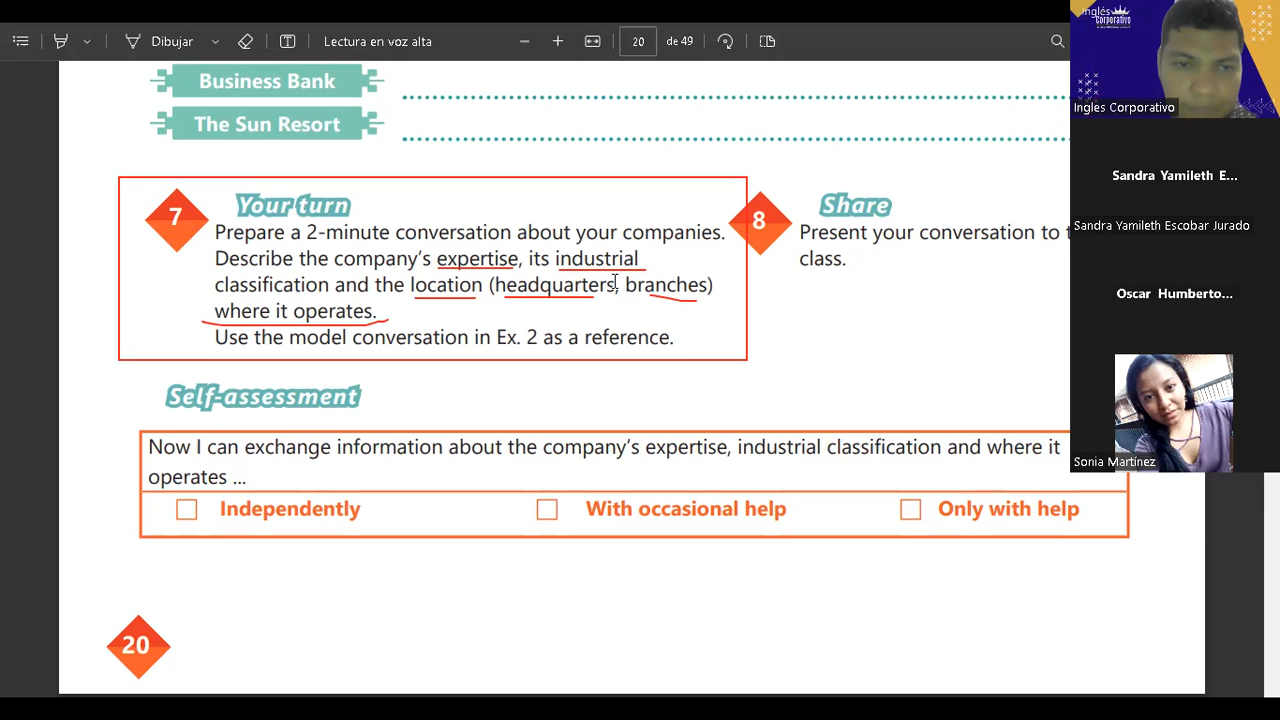 Dibujar
Lectura en voz alta
20
de 49
Inglés
Corporativo
Ingles Corporativo
Business Bank
The Sun Resort
Sandra Yamileth E...
Sandra Yamileth Escobar Jurado
Oscar Humberto...
Sonia Martínez
7
Your turn
Prepare a 2-minute conversation about your companies.
Describe the company's expertise, its industrial
classification and the location (headquarters, branches)
where it operates.
Use the model conversation in Ex. 2 as a reference.
8
Share
Present your conversation to t
class.
Self-assessment
Now I can exchange information about the company's expertise, industrial classification and where it
operates ...
Independently
With occasional help
Only with help
20